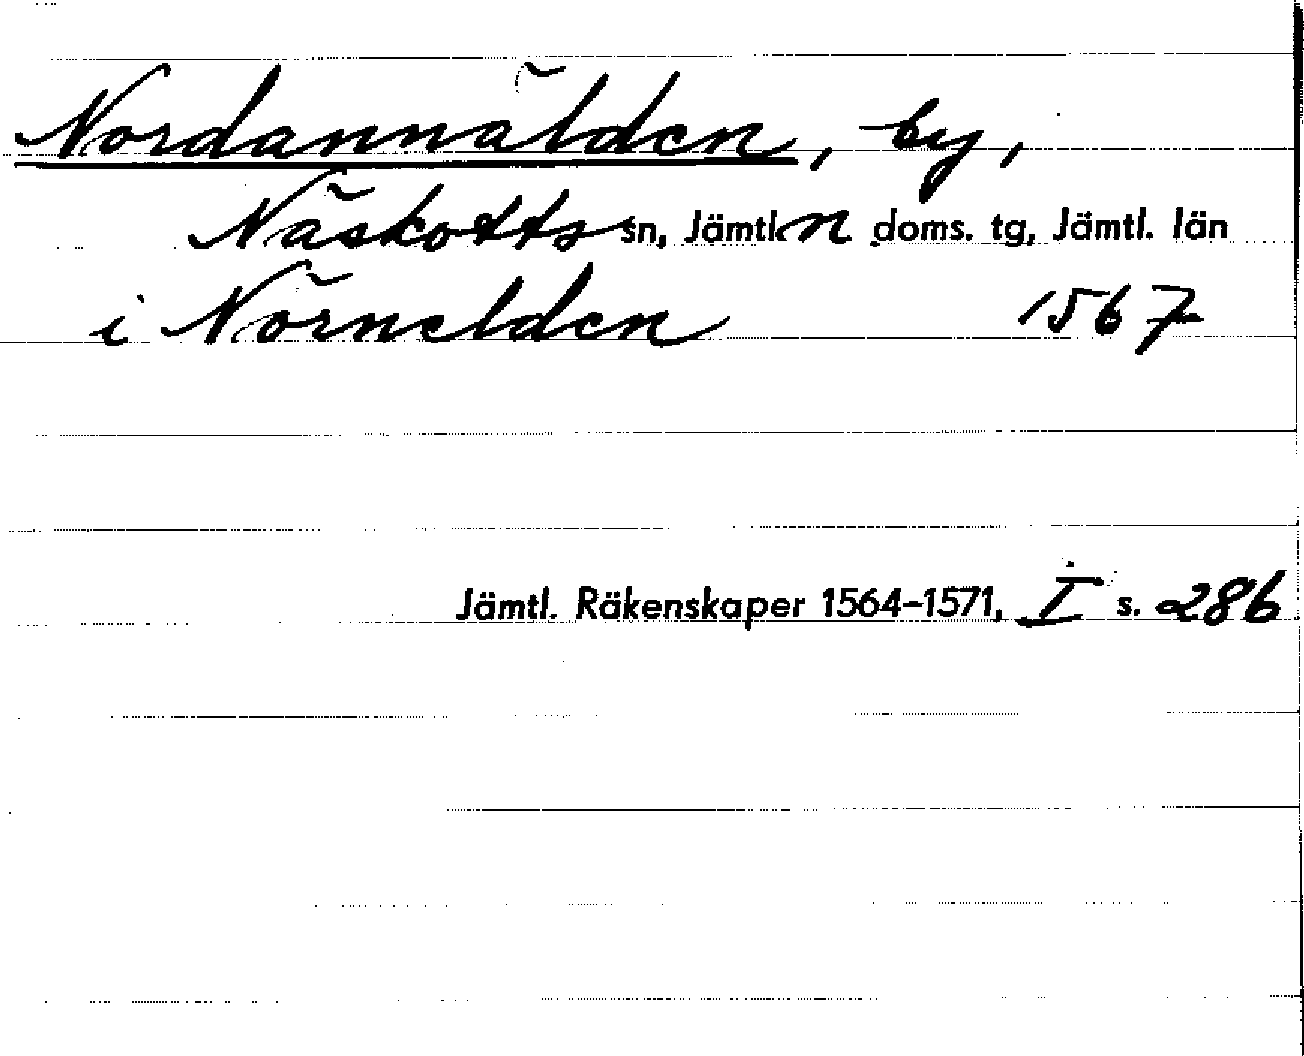 Nordannälden, by,
Näskotts sn, Jämtl. n doms. tg, Jämtl. län
i Nörnelden 1567
Jämtl. Räkenskaper 1564-1571, I s. 286